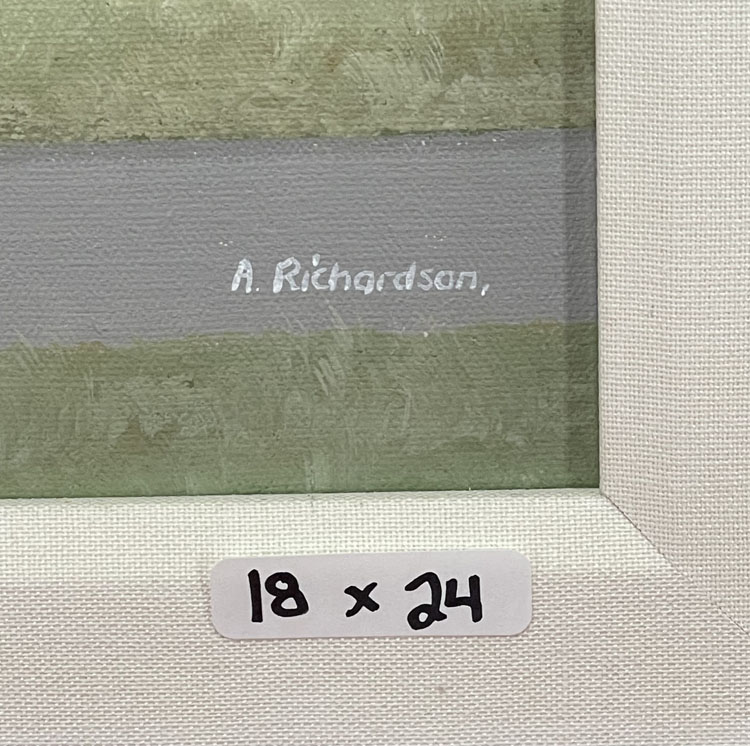 A. Richardson,
18 x 24